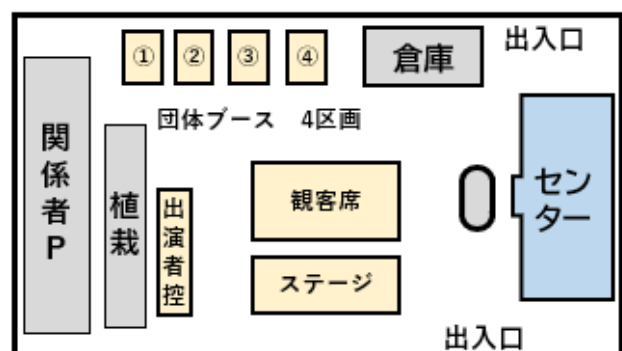 ① ② ③ ④
倉庫
出入口
団体ブース 4区画
関係者P
植栽
出演者控
観客席
ステージ
センター
出入口